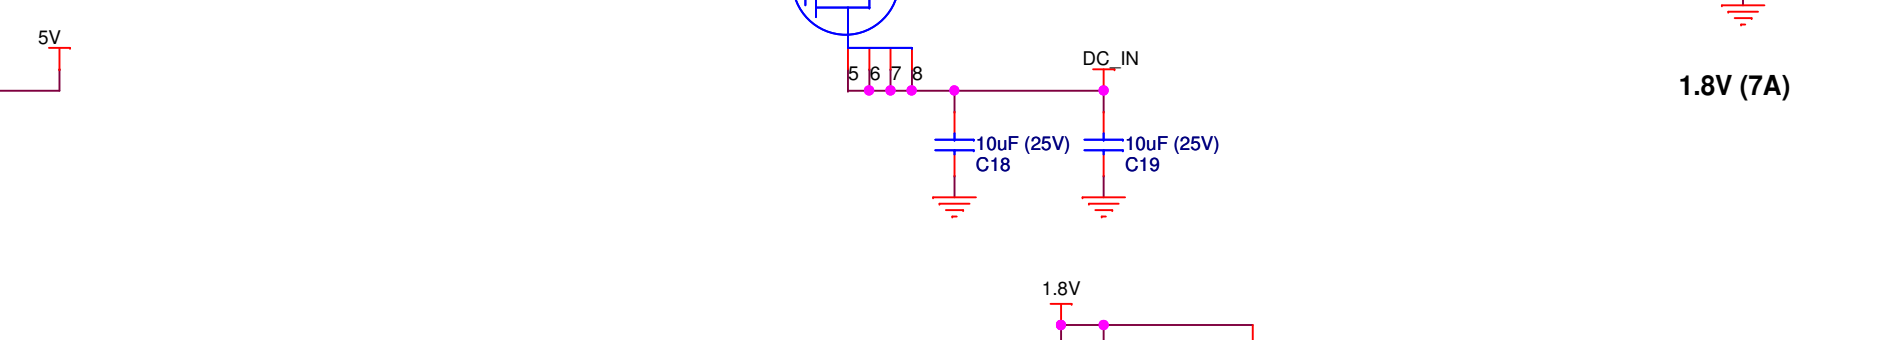 5V
DC_IN
5 6 7 8
1.8V (7A)
10uF (25V)
C18
10uF (25V)
C19
1.8V